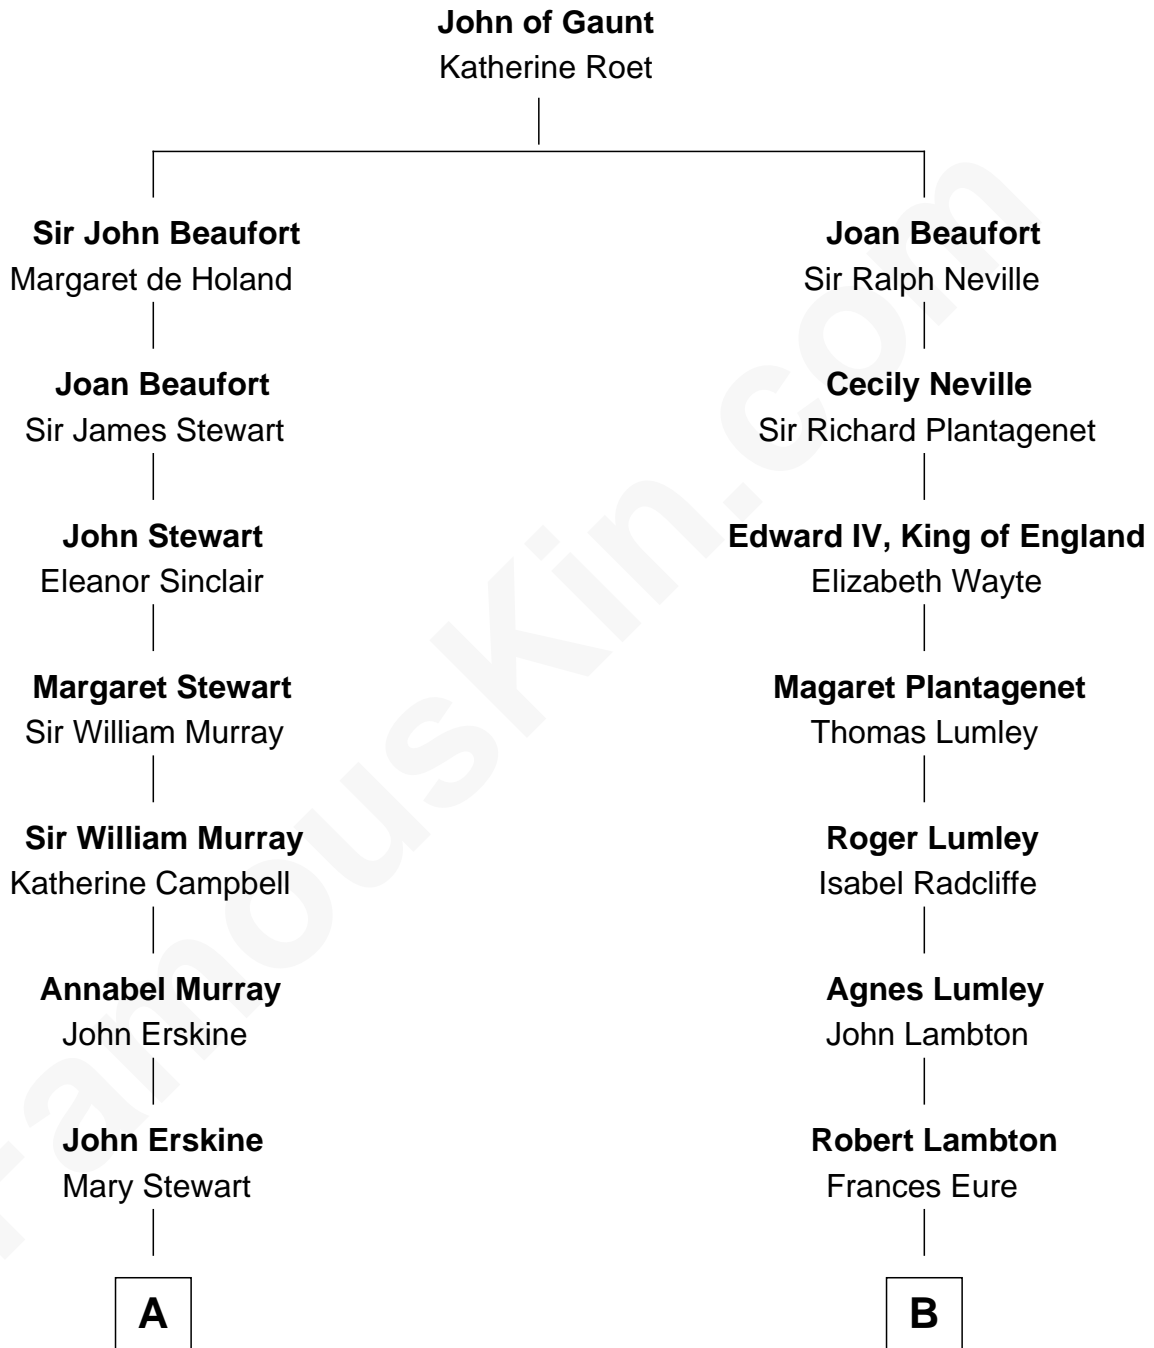 John of Gaunt
Katherine Roet
Sir John Beaufort
Margaret de Holand
Joan Beaufort
Sir James Stewart
John Stewart
Eleanor Sinclair
Margaret Stewart
Sir William Murray
Sir William Murray
Katherine Campbell
Annabel Murray
John Erskine
John Erskine
Mary Stewart
A
Joan Beaufort
Sir Ralph Neville
Cecily Neville
Sir Richard Plantagenet
Edward IV, King of England
Elizabeth Wayte
Magaret Plantagenet
Thomas Lumley
Roger Lumley
Isabel Radcliffe
Agnes Lumley
John Lambton
Robert Lambton
Frances Eure
B
FamousKin.com